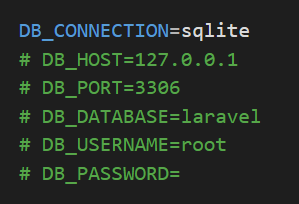 DB_CONNECTION=sqlite
# DB_HOST=127.0.0.1
# DB_PORT=3306
# DB_DATABASE=laravel
# DB_USERNAME=root
# DB_PASSWORD=